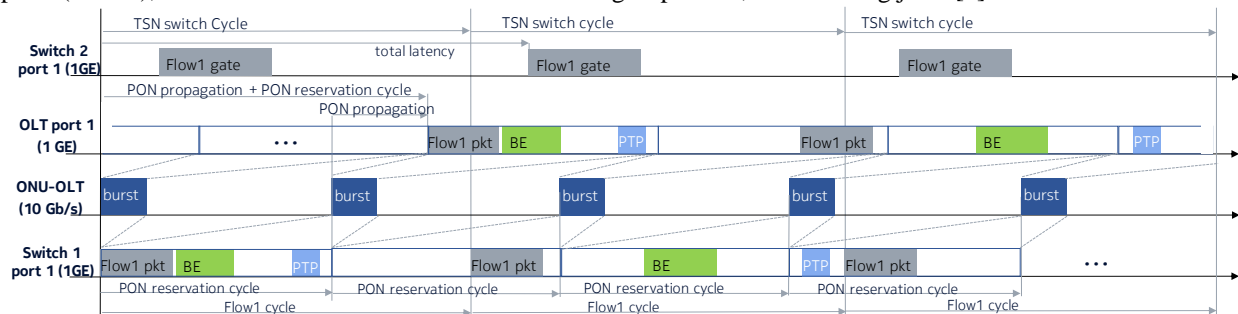 TSN switch Cycle TSN switch cycle TSN switch cycle
total latency
Switch 2
port 1 (1GE)
Flow1 gate Flow1 gate Flow1 gate
PON propagation + PON reservation cycle
PON propagation
OLT port 1
(1 GE)
... Flow1 pkt BE PTP Flow1 pkt BE PTP
ONU-OLT
(10 Gb/s)
burst burst burst burst burst
Switch 1
port 1 (1GE)
Flow1 pkt BE PTP Flow1 pkt BE PTP Flow1 pkt ...
PON reservation cycle PON reservation cycle PON reservation cycle PON reservation cycle
Flow1 cycle Flow1 cycle Flow1 cycle